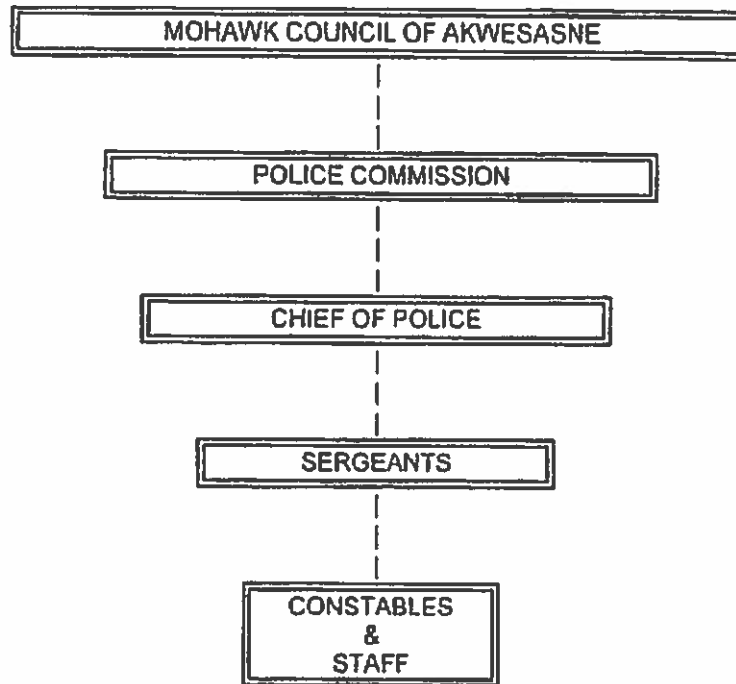 MOHAWK COUNCIL OF AKWESASNE
POLICE COMMISSION
CHIEF OF POLICE
SERGEANTS
CONSTABLES
&
STAFF